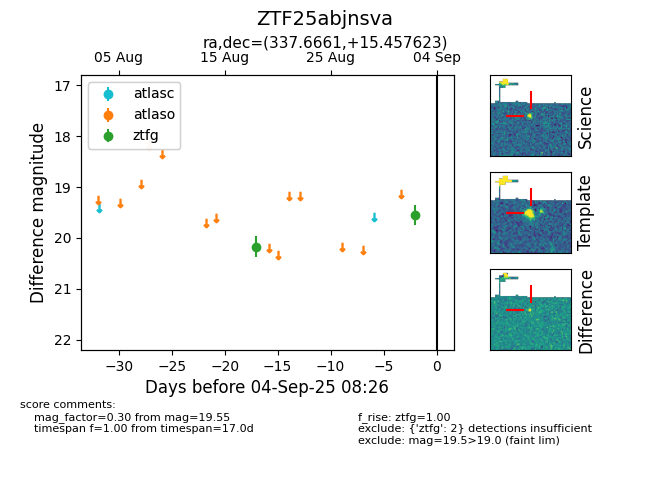 ZTF25abjnsva
ra,dec=(337.6661,+15.457623)
05 Aug 15 Aug 25 Aug 04 Sep
17
18
19
20
21
22
Difference magnitude
atlasc
atlaso
ztfg
−30 −25 −20 −15 −10 −5 0
Days before 04-Sep-25 08:26
Science
Template
Difference
score comments:
mag_factor=0.30 from mag=19.55
timespan f=1.00 from timespan=17.0d
f_rise: ztfg=1.00
exclude: {'ztfg': 2} detections insufficient
exclude: mag=19.5>19.0 (faint lim)